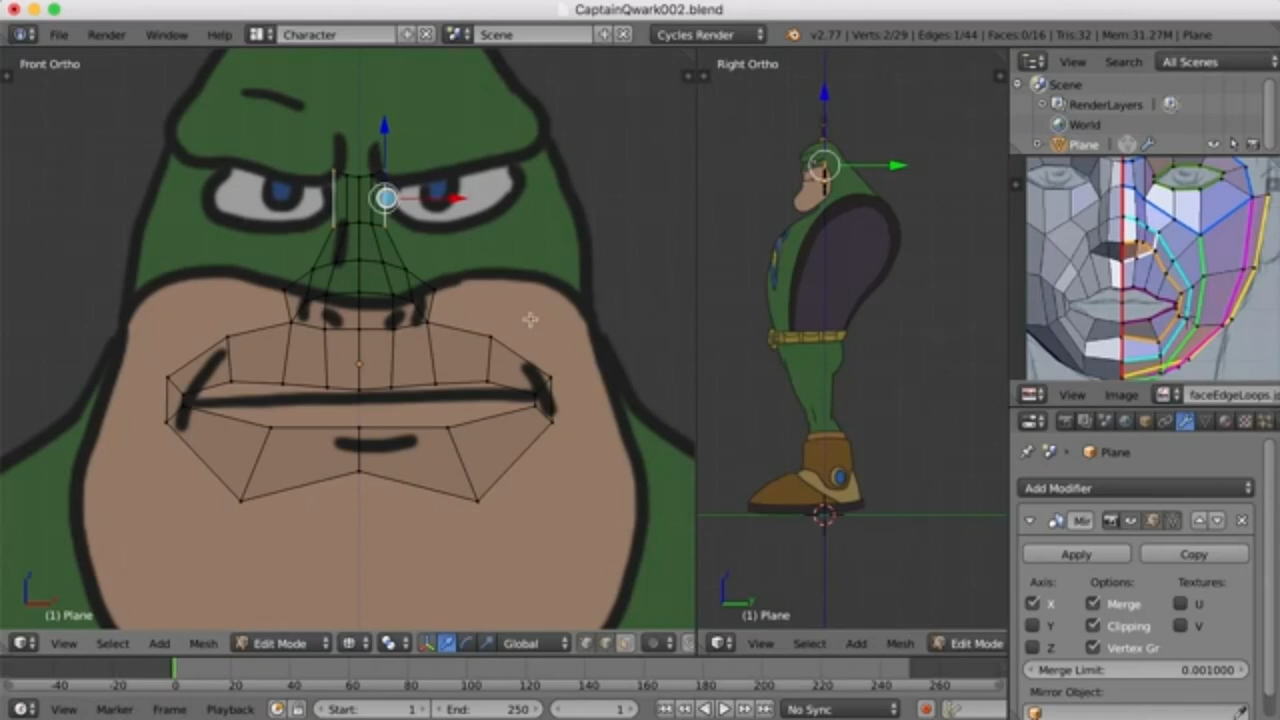 CaptainQwark002.blend
File Render Window Help Character Scene Cycles Render v2.77 | Verts:2/29 | Edges:1/44 | Faces:0/16 | Tris:32 | Mem:31.27M | Plane
Front Ortho
Right Ortho
View Search All Scenes
Scene
RenderLayers
World
Plane
View Image faceEdgeLoops.j
Plane
Add Modifier
Mir
Apply Copy
Axis: Options: Textures:
X Merge U
Y Clipping V
Z Vertex Gr
Merge Limit: 0.001000
Mirror Object:
(1) Plane
(1) Plane
View Select Add Mesh Edit Mode Global
View Select Add Mesh Edit Mode
-40 -20 0 20 40 60 80 100 120 140 160 180 200 220 240 260
View Marker Frame Playback Start: 1 End: 250 1 No Sync